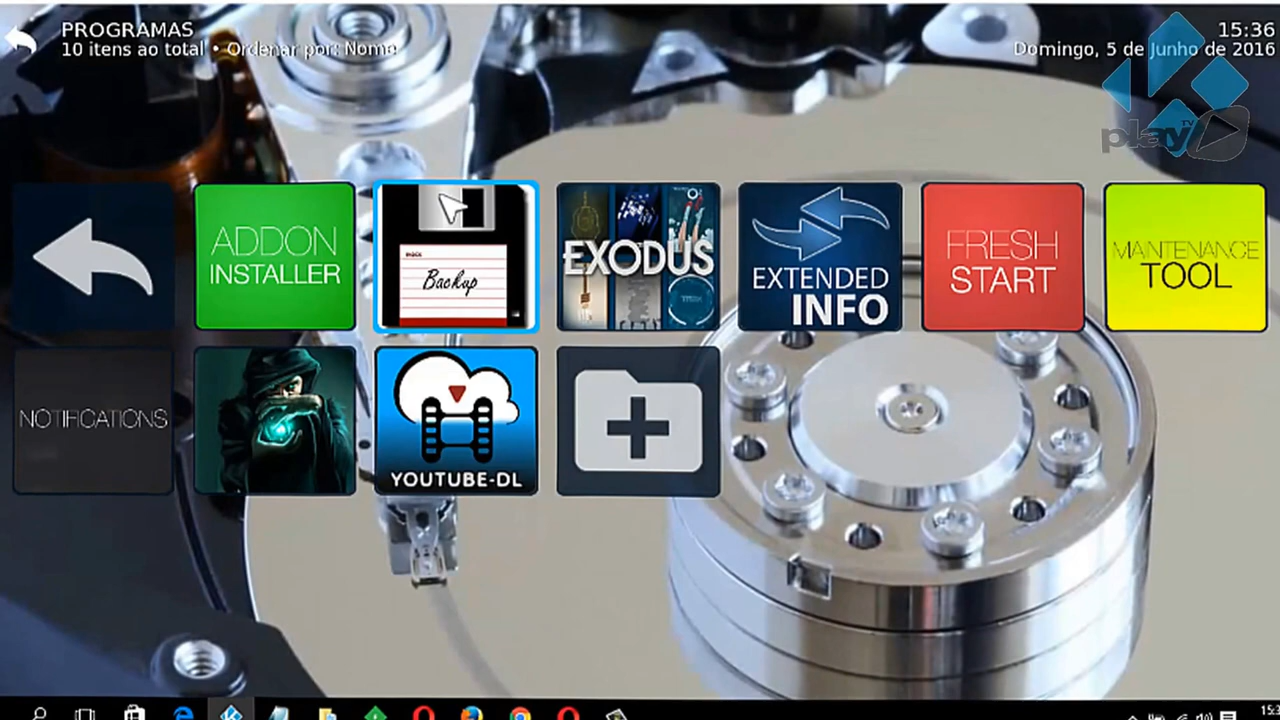 PROGRAMAS
10 itens ao total • Ordenar por: Nome
15:36
Domingo, 5 de Junho de 2016
play TV
ADDON
INSTALLER
Backup
EXODUS
EXTENDED
INFO
FRESH
START
MAINTENANCE
TOOL
NOTIFICATIONS
YOUTUBE-DL